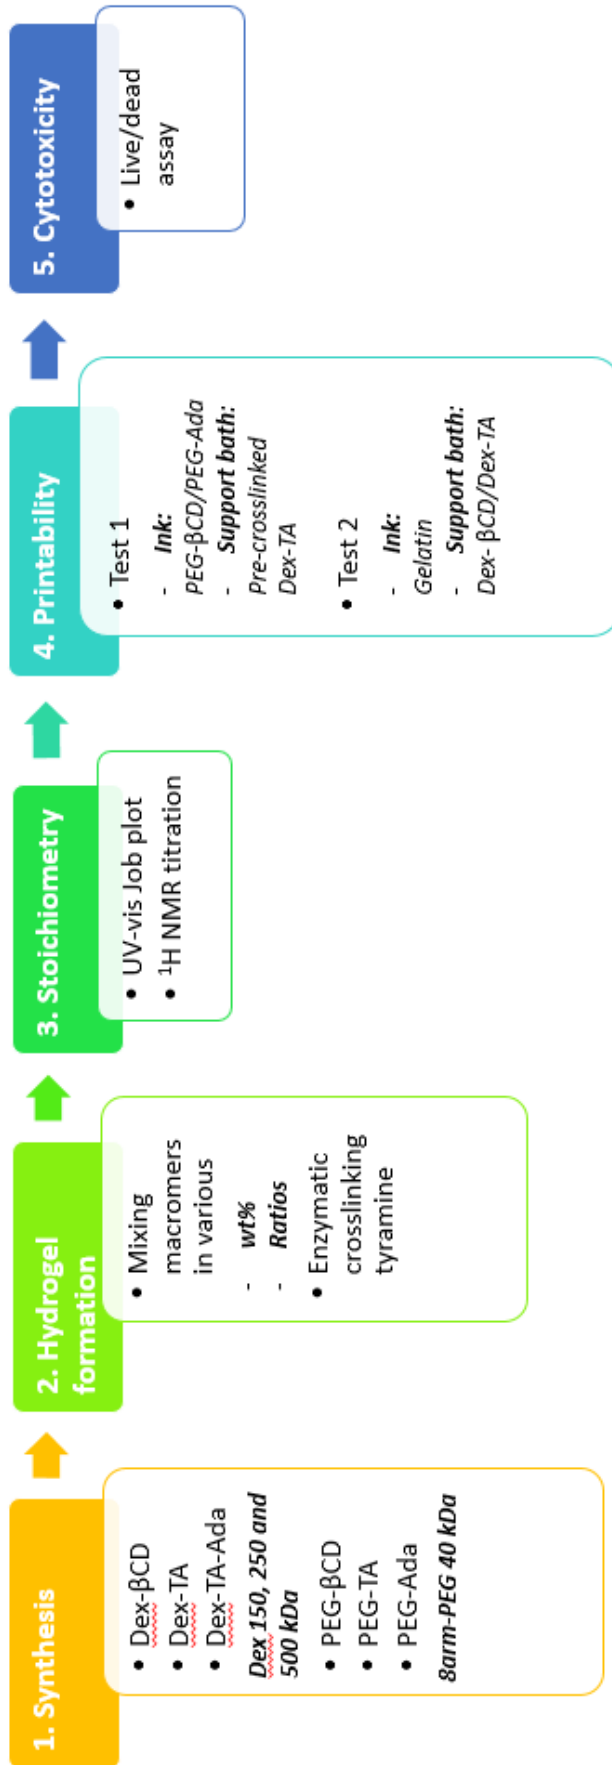 1. Synthesis
• Dex-βCD
• Dex-TA
• Dex-TA-Ada
Dex 150, 250 and
500 kDa
• PEG-βCD
• PEG-TA
• PEG-Ada
8arm-PEG 40 kDa
2. Hydrogel
formation
• Mixing
macromers
in various
- wt%
- Ratios
• Enzymatic
crosslinking
tyramine
3. Stoichiometry
• UV-vis Job plot
• ¹H NMR titration
4. Printability
• Test 1
- Ink:
PEG-βCD/PEG-Ada
- Support bath:
Pre-crosslinked
Dex-TA
• Test 2
- Ink:
Gelatin
- Support bath:
Dex- βCD/Dex-TA
5. Cytotoxicity
• Live/dead
assay